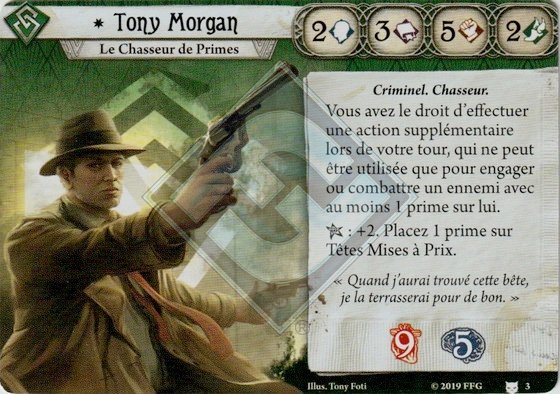 Tony Morgan
Le Chasseur de Primes
2 3 5 2
Criminel. Chasseur.
Vous avez le droit d'effectuer
une action supplémentaire
lors de votre tour, qui ne peut
être utilisée que pour engager
ou combattre un ennemi avec
au moins 1 prime sur lui.
: +2. Placez 1 prime sur
Têtes Mises à Prix.
« Quand j'aurai trouvé cette bête,
je la terrasserai pour de bon. »
9 5
Illus. Tony Foti © 2019 FFG 3